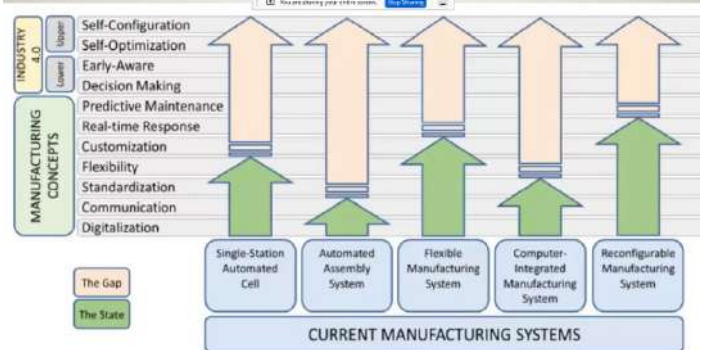 You are sharing your entire screen. Stop Sharing
INDUSTRY
4.0
Upper
Lower
Self-Configuration
Self-Optimization
Early-Aware
Decision Making
MANUFACTURING
CONCEPTS
Predictive Maintenance
Real-time Response
Customization
Flexibility
Standardization
Communication
Digitalization
Single-Station
Automated
Cell
Automated
Assembly
System
Flexible
Manufacturing
System
Computer-
Integrated
Manufacturing
System
Reconfigurable
Manufacturing
System
The Gap
The State
CURRENT MANUFACTURING SYSTEMS